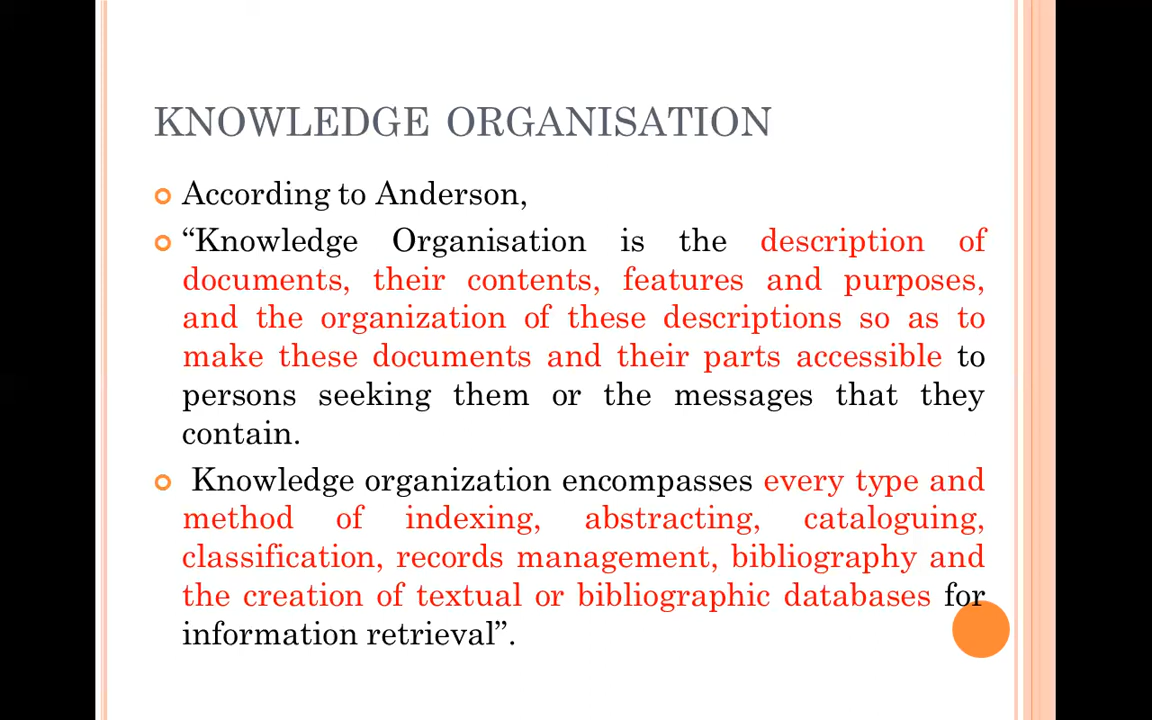 KNOWLEDGE ORGANISATION
According to Anderson,
“Knowledge Organisation is the description of
documents, their contents, features and purposes,
and the organization of these descriptions so as to
make these documents and their parts accessible to
persons seeking them or the messages that they
contain.
Knowledge organization encompasses every type and
method of indexing, abstracting, cataloguing,
classification, records management, bibliography and
the creation of textual or bibliographic databases for
information retrieval”.